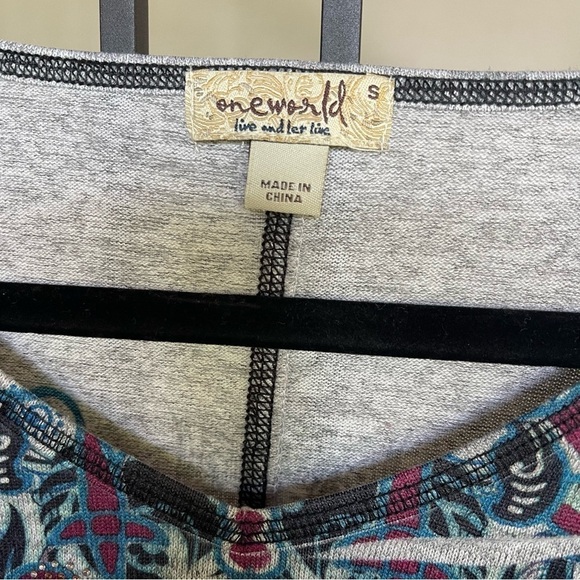 oneworld
S
live and let live
MADE IN
CHINA